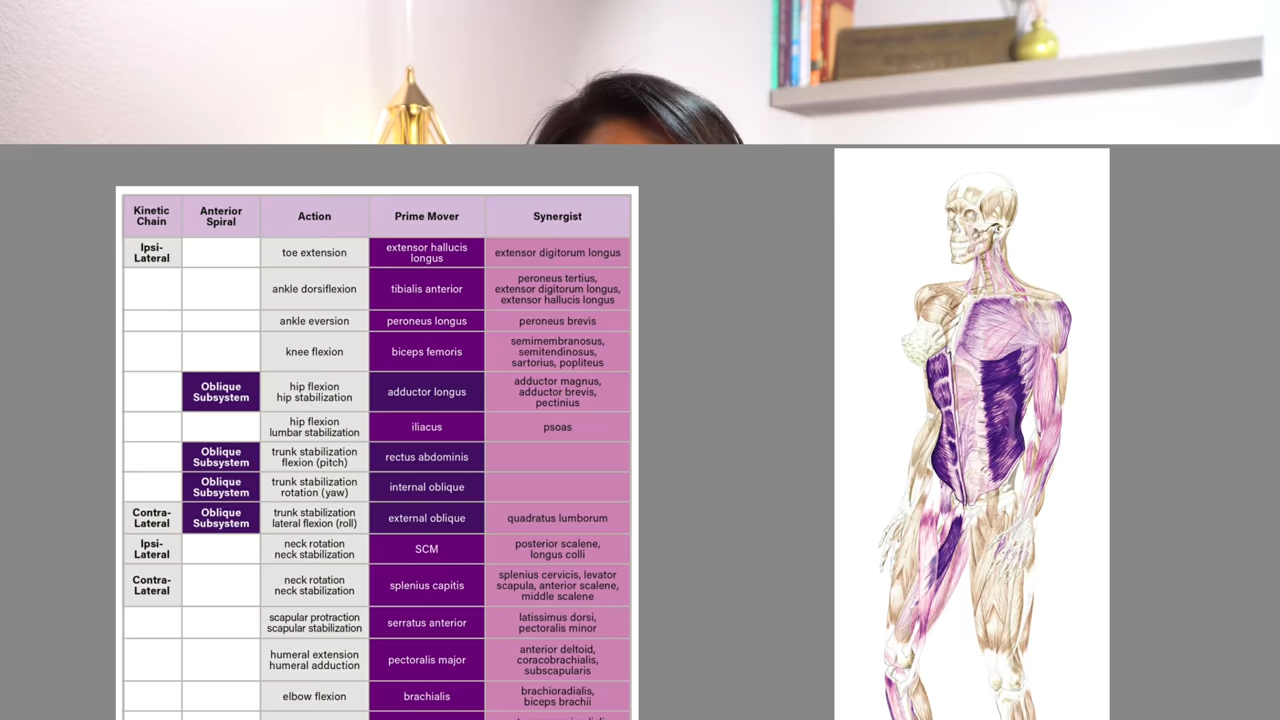 Kinetic Chain
Anterior Spiral
Action
Prime Mover
Synergist
Ipsi-Lateral
toe extension
extensor hallucis longus
extensor digitorum longus
ankle dorsiflexion
tibialis anterior
peroneus tertius,
extensor digitorum longus,
extensor hallucis longus
ankle eversion
peroneus longus
peroneus brevis
knee flexion
biceps femoris
semimembranosus,
semitendinosus,
sartorius, popliteus
Oblique Subsystem
hip flexion
hip stabilization
adductor longus
adductor magnus,
adductor brevis,
pectinius
hip flexion
lumbar stabilization
iliacus
psoas
Oblique Subsystem
trunk stabilization
flexion (pitch)
rectus abdominis
Oblique Subsystem
trunk stabilization
rotation (yaw)
internal oblique
Contra-Lateral
Oblique Subsystem
trunk stabilization
lateral flexion (roll)
external oblique
quadratus lumborum
Ipsi-Lateral
neck rotation
neck stabilization
SCM
posterior scalene,
longus colli
Contra-Lateral
neck rotation
neck stabilization
splenius capitis
splenius cervicis, levator
scapula, anterior scalene,
middle scalene
scapular protraction
scapular stabilization
serratus anterior
latissimus dorsi,
pectoralis minor
humeral extension
humeral adduction
pectoralis major
anterior deltoid,
coracobrachialis,
subscapularis
elbow flexion
brachialis
brachioradialis,
biceps brachii